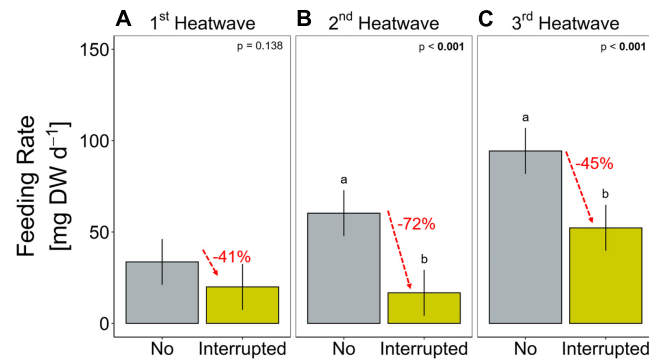 A 1st Heatwave
B 2nd Heatwave
C 3rd Heatwave
p = 0.138
p < 0.001
p < 0.001
Feeding Rate
[mg DW d⁻¹]
150
100
50
0
-41%
a
-72%
b
a
-45%
b
No Interrupted
No Interrupted
No Interrupted